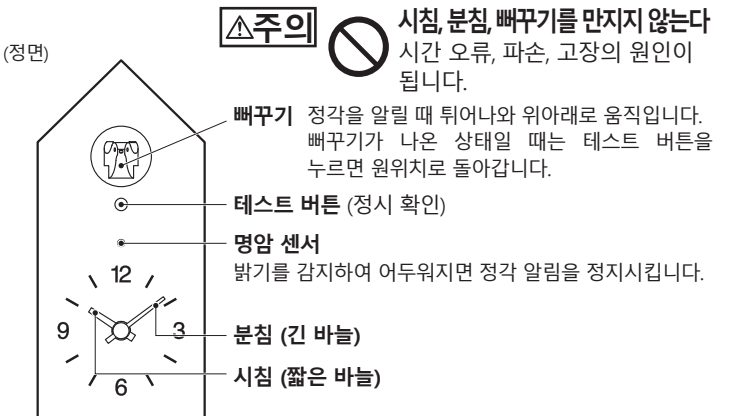 ⚠주의
시침, 분침, 뻐꾸기를 만지지 않는다
시간 오류, 파손, 고장의 원인이
됩니다.
(정면)
뻐꾸기 정각을 알릴 때 튀어나와 위아래로 움직입니다.
뻐꾸기가 나온 상태일 때는 테스트 버튼을
누르면 원위치로 돌아갑니다.
테스트 버튼 (정시 확인)
명암 센서
밝기를 감지하여 어두워지면 정각 알림을 정지시킵니다.
12
9
3
6
분침 (긴 바늘)
시침 (짧은 바늘)